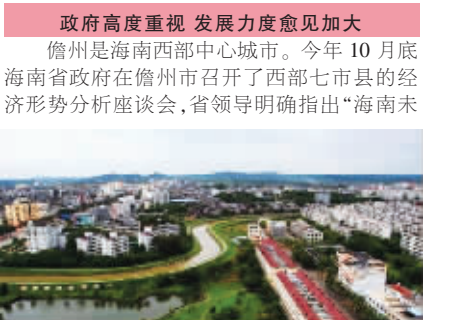 政府高度重视 发展力度愈见加大
儋州是海南西部中心城市。今年 10 月底
海南省政府在儋州市召开了西部七市县的经
济形势分析座谈会,省领导明确指出“海南未